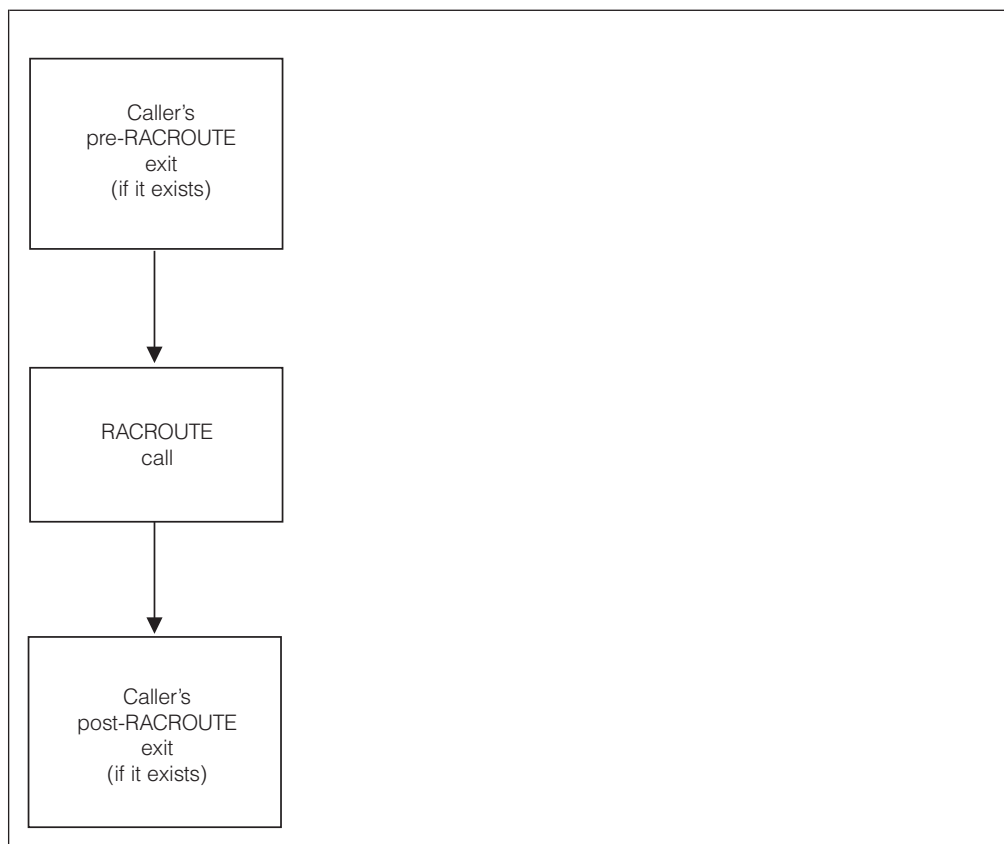 Caller's
pre-RACROUTE
exit
(if it exists)
RACROUTE
call
Caller's
post-RACROUTE
exit
(if it exists)